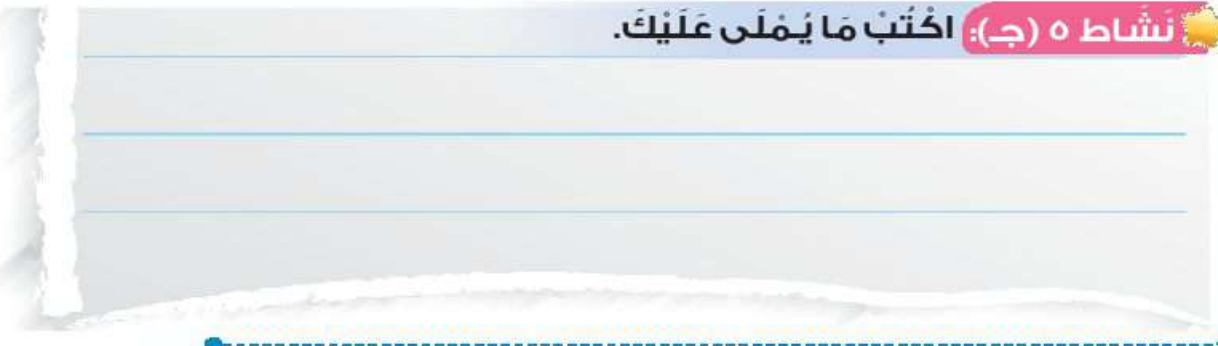 نَشَاط ٥ (جـ): اكْتُبْ مَا يُمْلَى عَلَيْكَ.